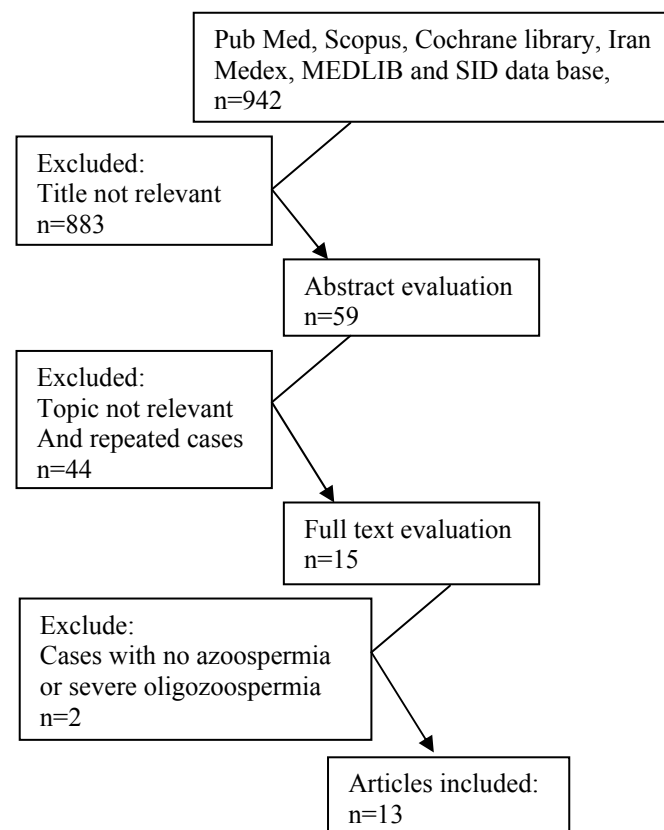 Pub Med, Scopus, Cochrane library, Iran
Medex, MEDLIB and SID data base,
n=942
Excluded:
Title not relevant
n=883
Abstract evaluation
n=59
Excluded:
Topic not relevant
And repeated cases
n=44
Full text evaluation
n=15
Exclude:
Cases with no azoospermia
or severe oligozoospermia
n=2
Articles included:
n=13